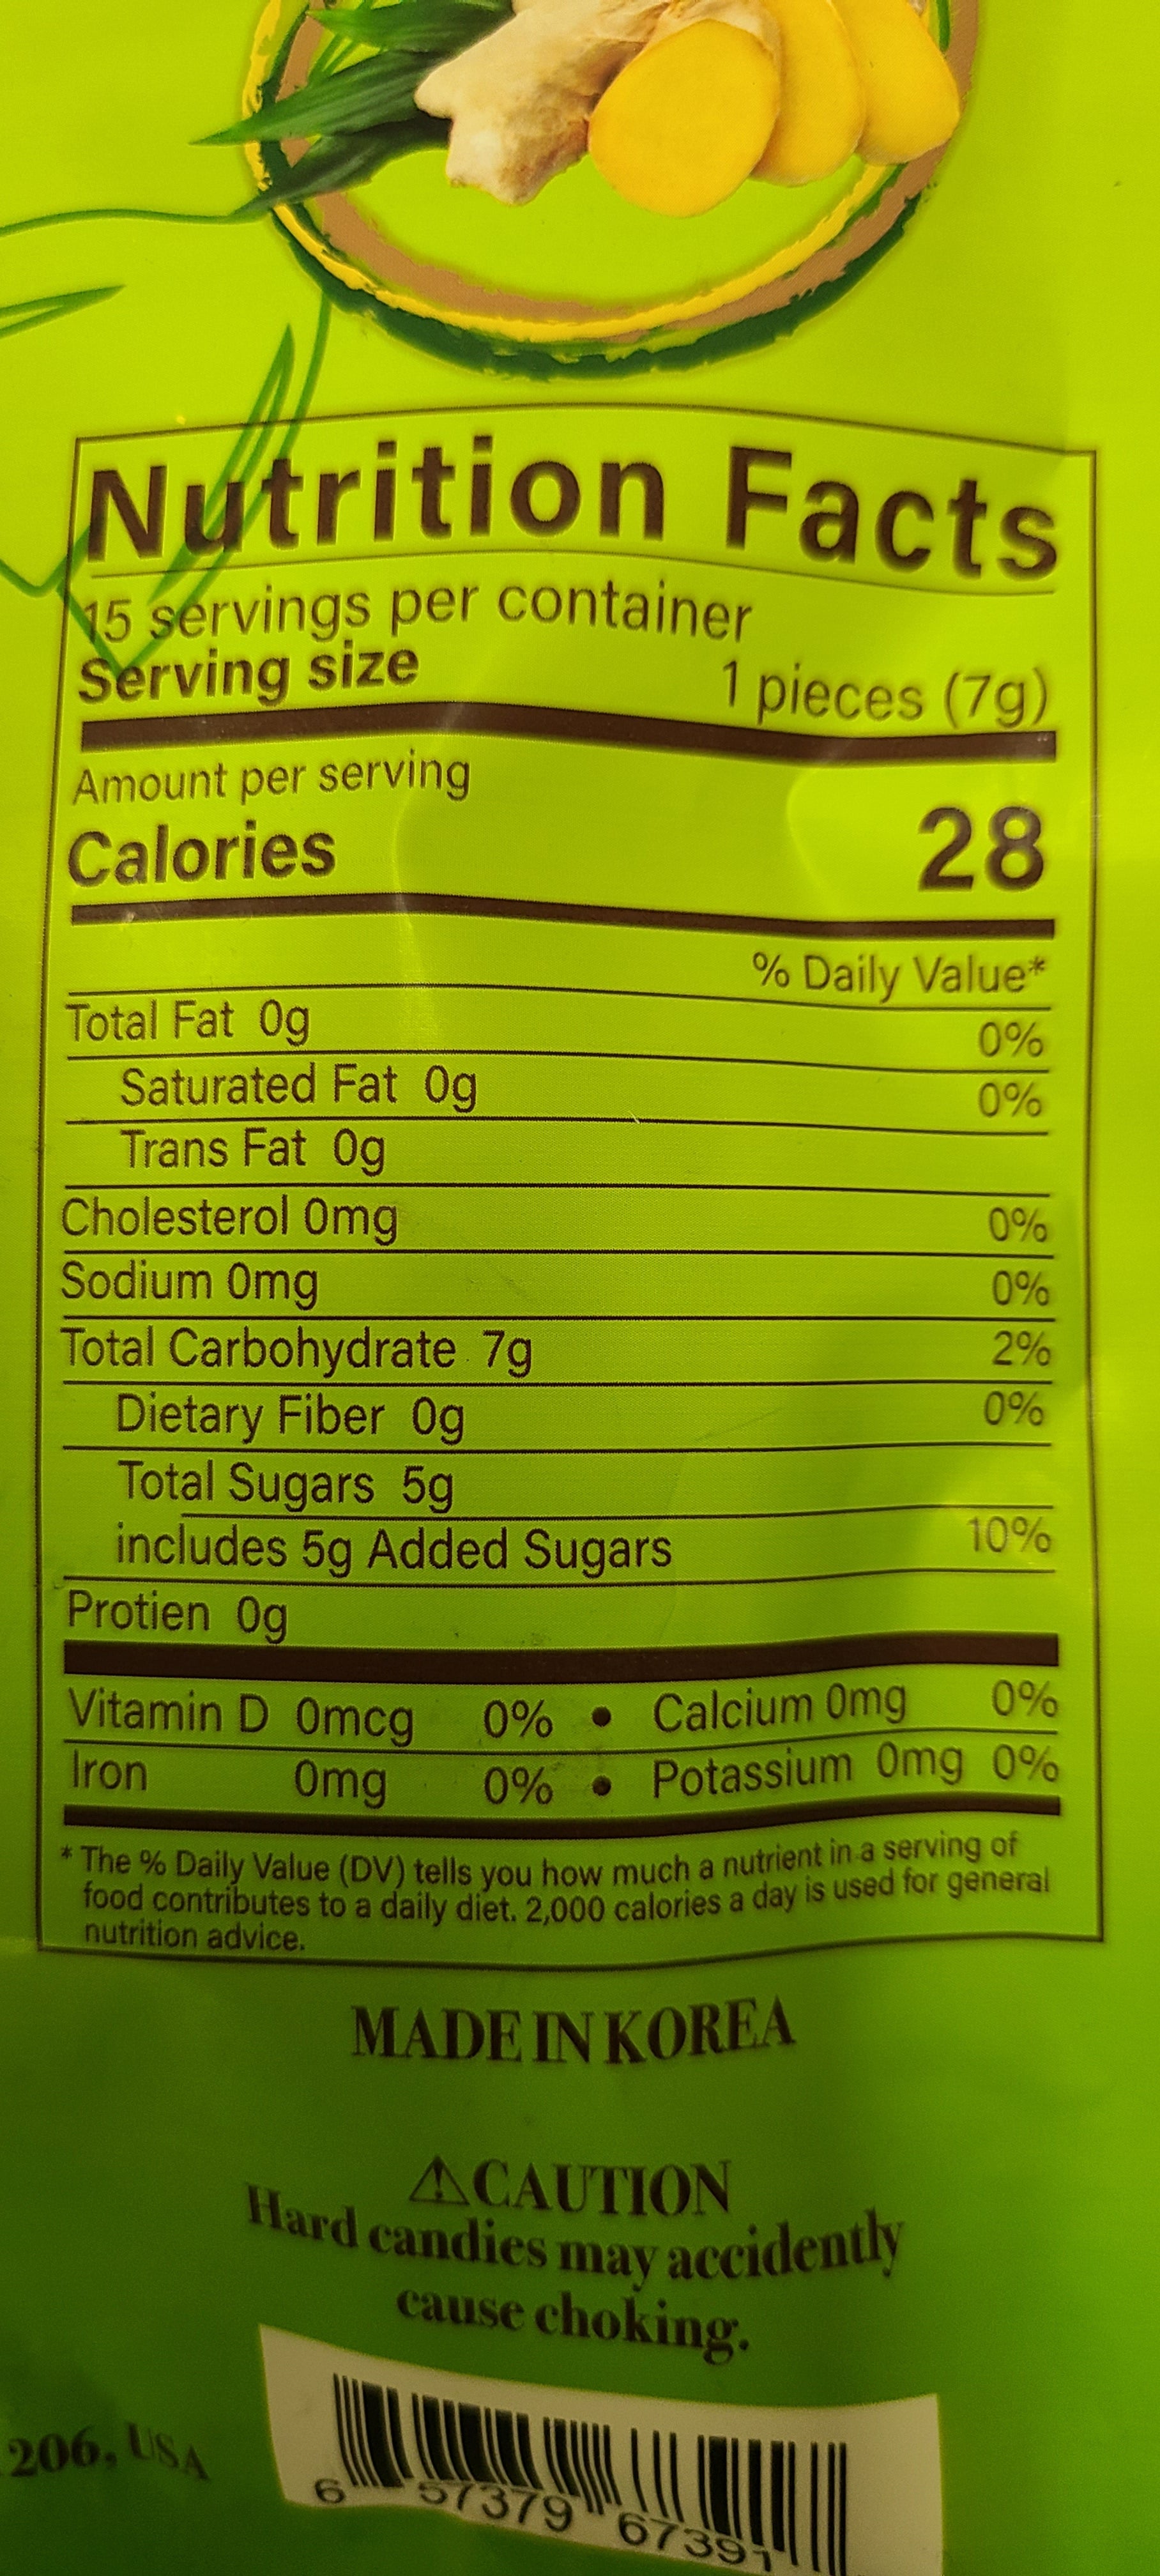 Nutrition Facts
15 servings per container
Serving size 1 pieces (7g)
Amount per serving
Calories 28
% Daily Value*
Total Fat 0g 0%
Saturated Fat 0g 0%
Trans Fat 0g
Cholesterol 0mg 0%
Sodium 0mg 0%
Total Carbohydrate 7g 2%
Dietary Fiber 0g 0%
Total Sugars 5g
includes 5g Added Sugars 10%
Protien 0g
Vitamin D 0mcg 0% • Calcium 0mg 0%
Iron 0mg 0% • Potassium 0mg 0%
* The % Daily Value (DV) tells you how much a nutrient in a serving of
food contributes to a daily diet. 2,000 calories a day is used for general
nutrition advice.
MADE IN KOREA
⚠CAUTION
Hard candies may accidently
cause choking.
206, USA
6 57379 67391